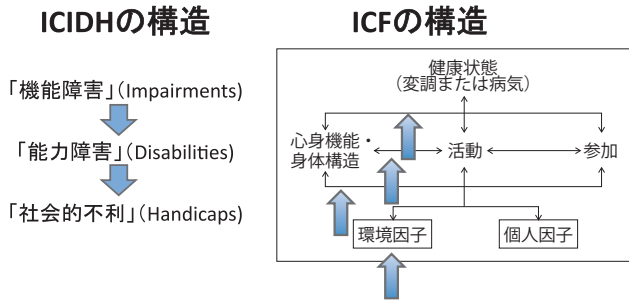 ICIDHの構造
「機能障害」(Impairments)
「能力障害」(Disabilities)
「社会的不利」(Handicaps)
ICFの構造
健康状態
(変調または病気)
心身機能・
身体構造
活動
参加
環境因子
個人因子